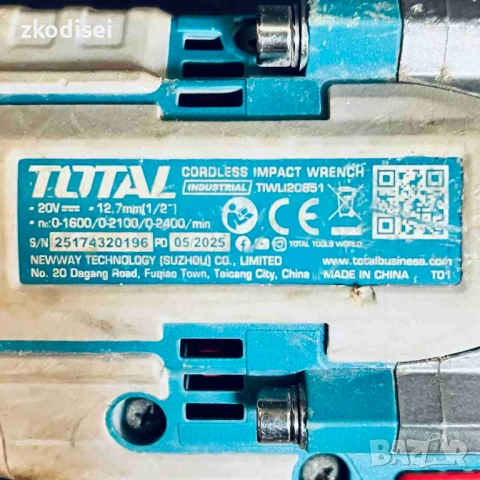 @ zkodisei
TOTAL
CORDLESS IMPACT WRENCH
INDUSTRIAL TIWLI20851
• 20V • 12.7mm(1/2")
• n₀:0-1600/0-2100/0-2400/min
S/N 25174320196 PD 05/2025 TOTAL TOOLS WORLD
NEWWAY TECHNOLOGY (SUZHOU) CO., LIMITED www.totalbusiness.com
No. 20 Dagang Road, Fuqiao Town, Taicang City, China MADE IN CHINA T01
BAZAR